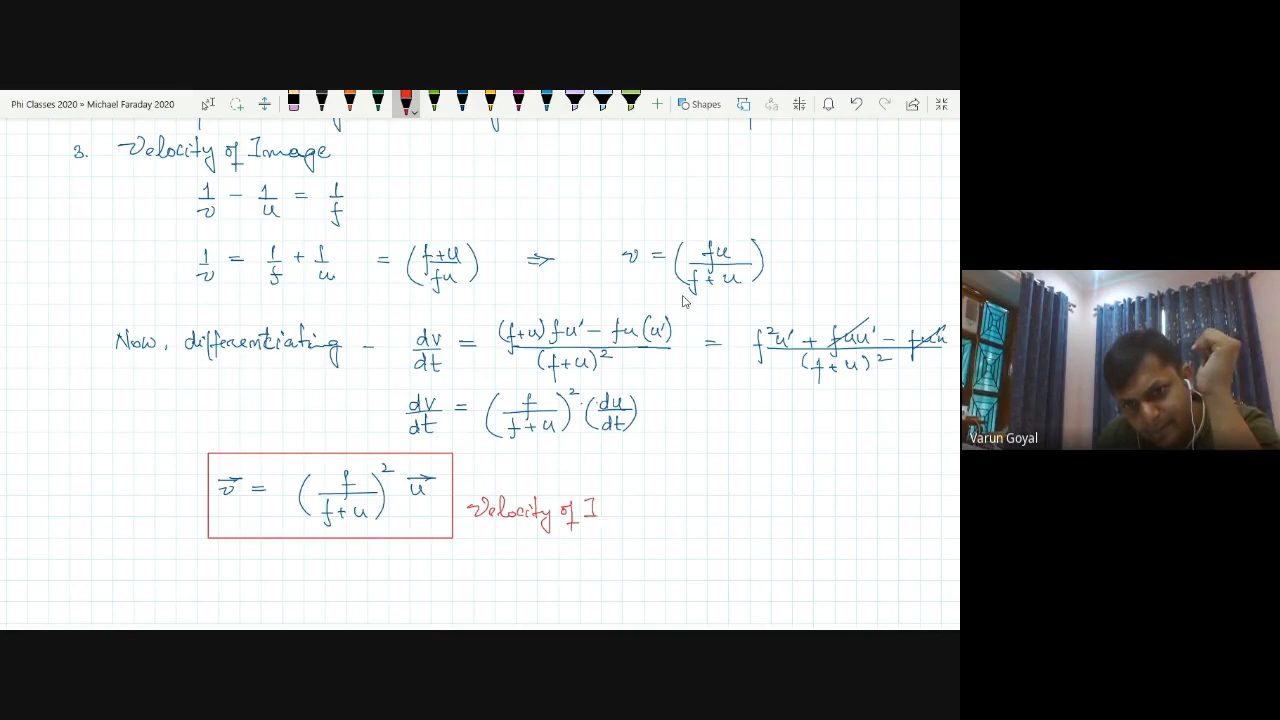 Phi Classes 2020 » Michael Faraday 2020
Shapes
3. Velocity of Image
1/v - 1/u = 1/f
1/v = 1/f + 1/u = (f+u/fu) ⇒ v = (fu/f+u)
Now, differentiating - dv/dt = (f+u)fu' - fu(u')/(f+u)² = f²u' + fuu' - fuu'/(f+u)²
dv/dt = (f/f+u)² · (du/dt)
v⃗ = (f/f+u)² u⃗
Velocity of I
Varun Goyal